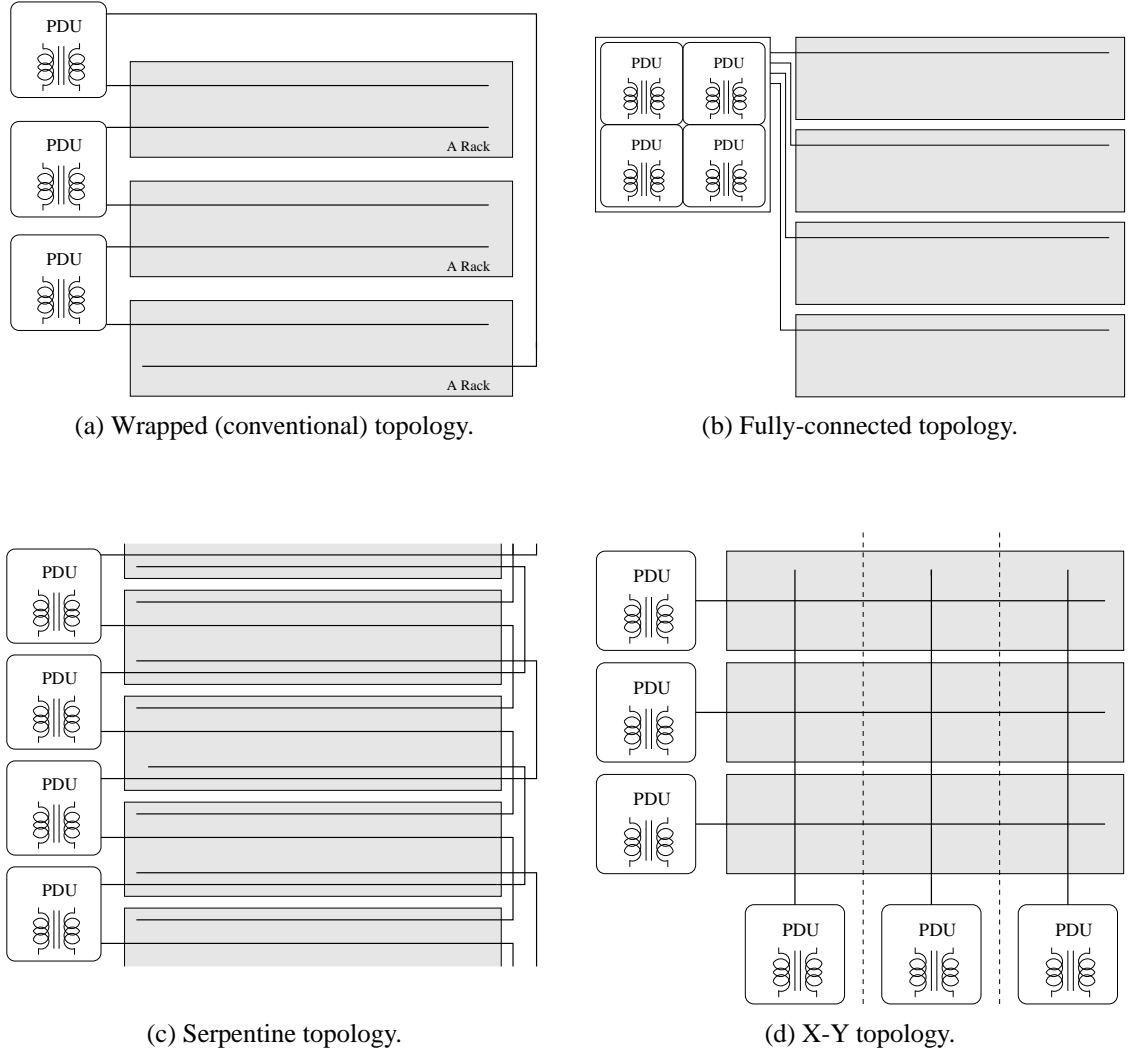 PDU
PDU
PDU
A Rack
A Rack
A Rack
(a) Wrapped (conventional) topology.
PDU
PDU
PDU
PDU
(b) Fully-connected topology.
PDU
PDU
PDU
PDU
(c) Serpentine topology.
PDU
PDU
PDU
PDU
PDU
PDU
(d) X-Y topology.